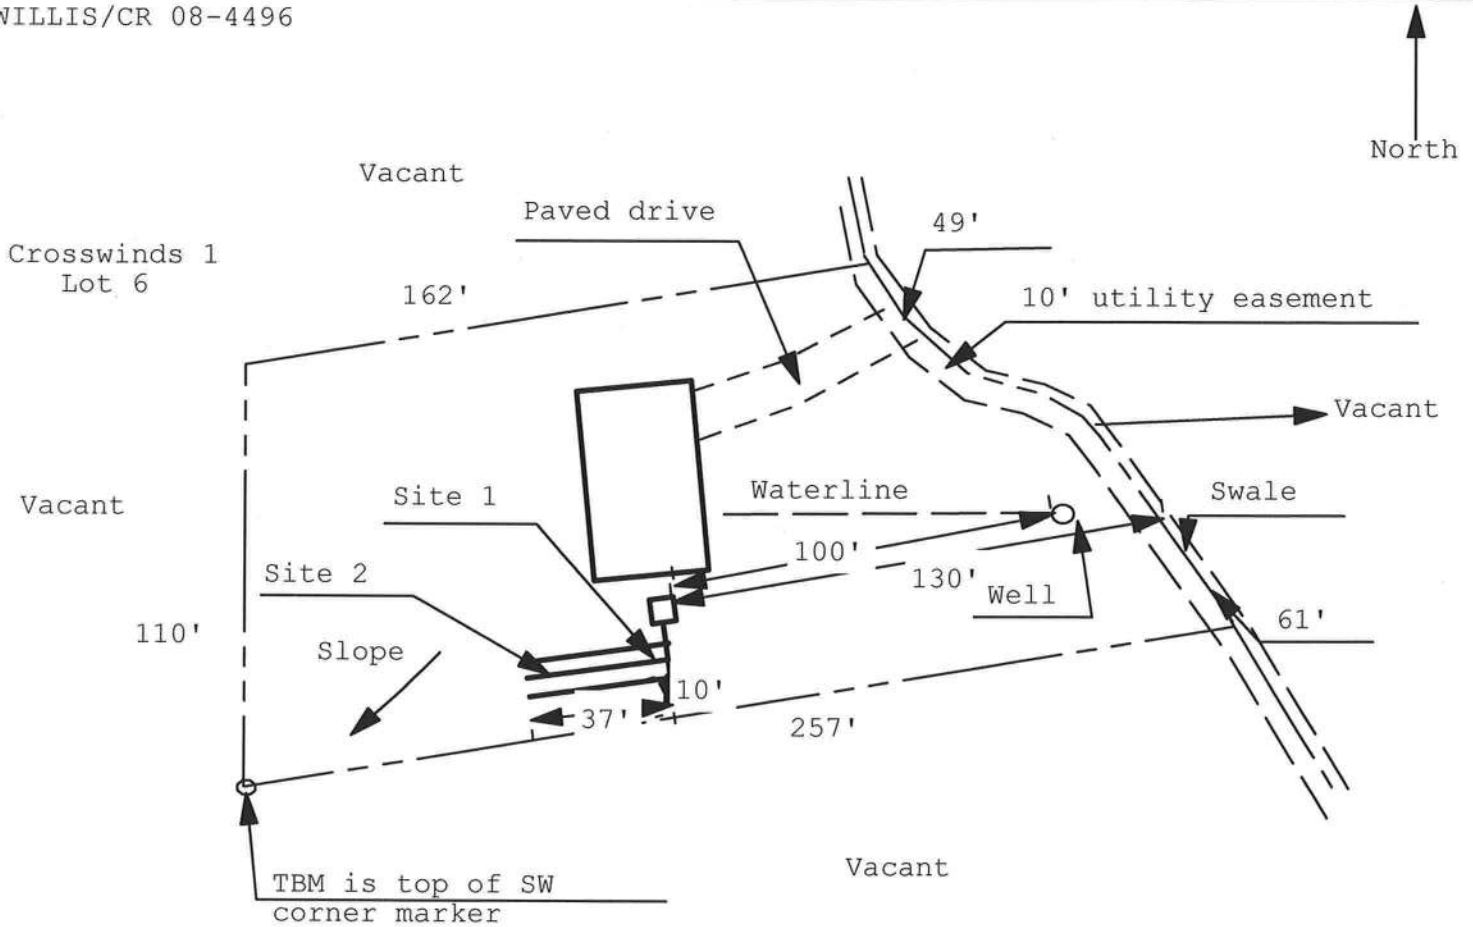 WILLIS/CR 08-4496
North
Vacant
Paved drive
49'
Crosswinds 1
Lot 6
162'
10' utility easement
Vacant
Vacant
Site 1
Waterline
Swale
100'
Site 2
130'
Well
110'
Slope
61'
10'
37'
257'
Vacant
TBM is top of SW
corner marker